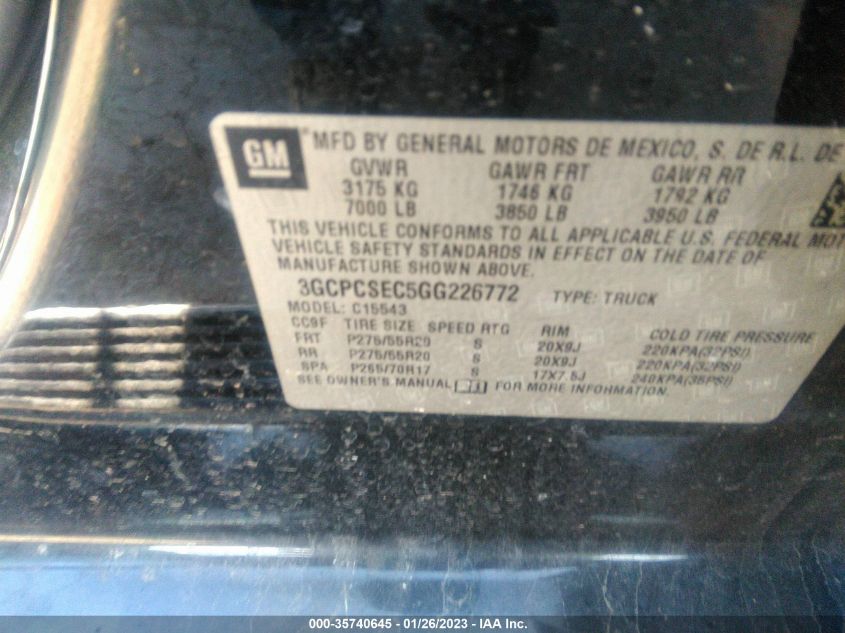 GM
MFD BY GENERAL MOTORS DE MEXICO, S. DE R.L. DE
GVWR GAWR FRT GAWR RR
3175 KG 1746 KG 1792 KG
7000 LB 3850 LB 3950 LB
THIS VEHICLE CONFORMS TO ALL APPLICABLE U.S. FEDERAL MOT
VEHICLE SAFETY STANDARDS IN EFFECT ON THE DATE OF
MANUFACTURE SHOWN ABOVE.
3GCPCSEC5GG226772 TYPE: TRUCK
MODEL: C15543
CC9F TIRE SIZE SPEED RTG RIM COLD TIRE PRESSURE
FRT P275/55R20 S 20X9J 220KPA(32PSI)
RR P275/55R20 S 20X9J 220KPA(32PSI)
SPA P265/70R17 S 17X7.5J 240KPA(35PSI)
SEE OWNER'S MANUAL FOR MORE INFORMATION.
000-35740645 - 01/26/2023 - IAA Inc.